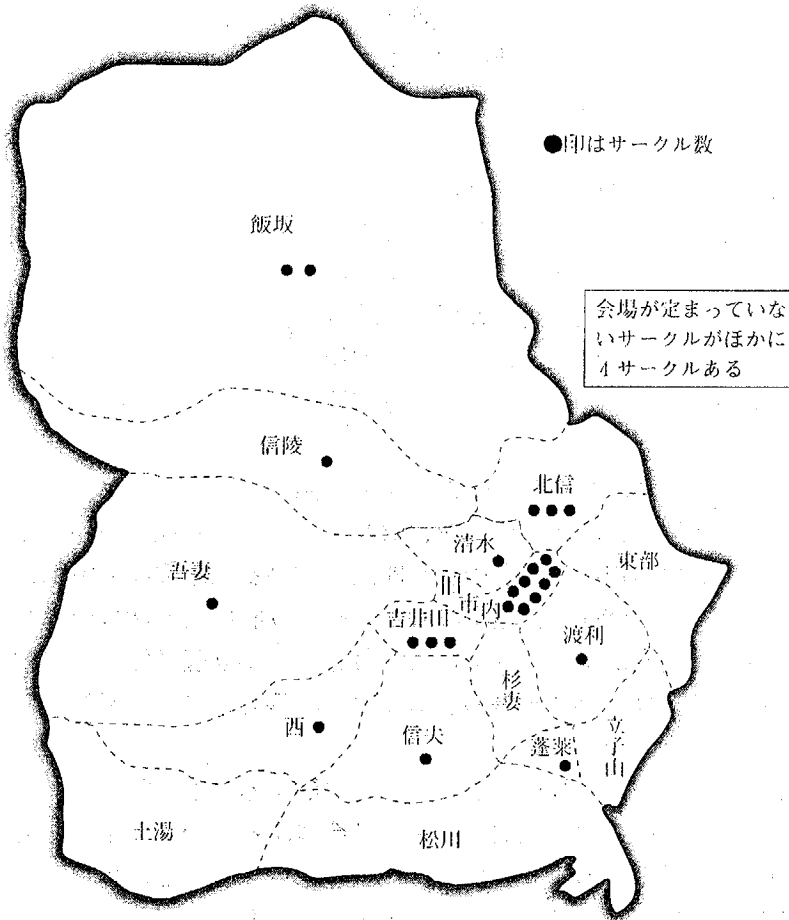 ●印はサークル数
飯坂
会場が定まっていな
いサークルがほかに
4サークルある
信陵
北信
清水
東部
吾妻
旧市内
吉井田
渡利
杉妻
西
信夫
蓬莱
立子山
土湯
松川